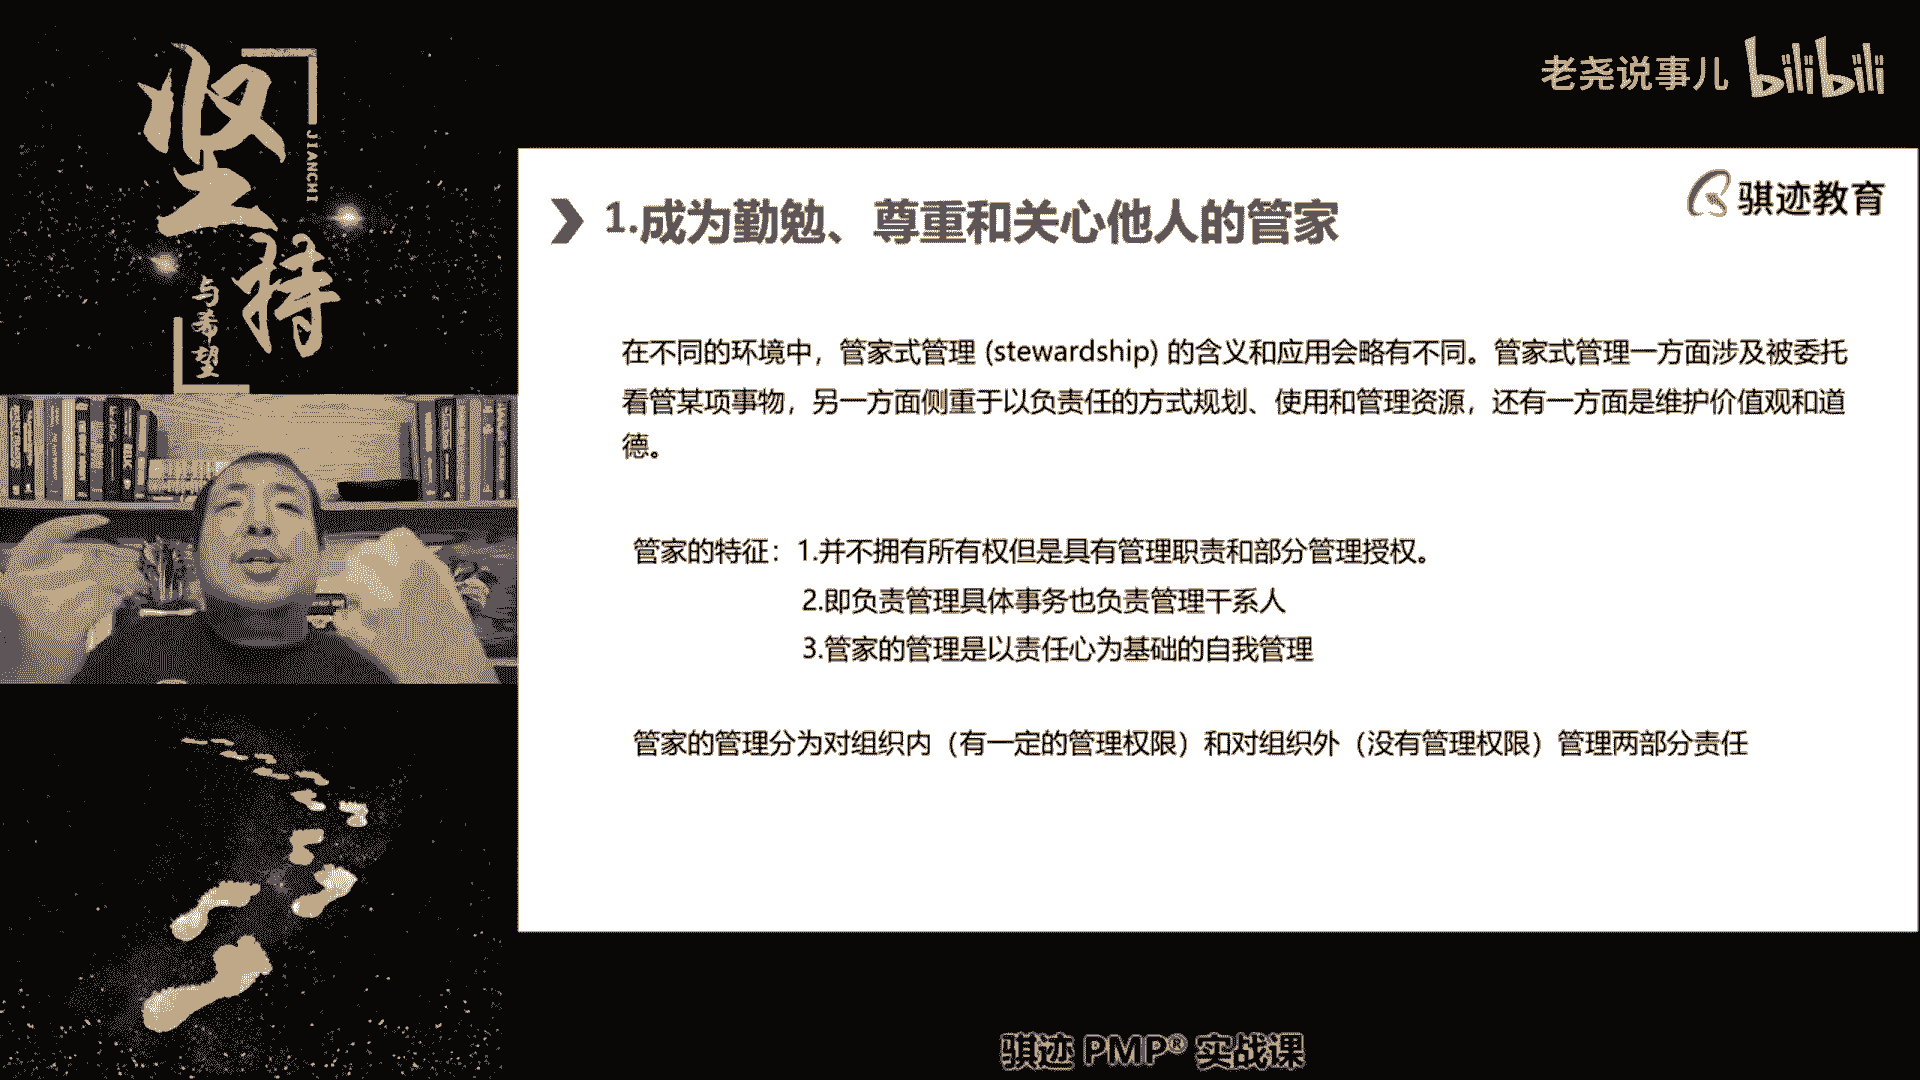 坚持
JIANCHI
与希望
老尧说事儿 bilibili
骐迹教育
1.成为勤勉、尊重和关心他人的管家
在不同的环境中，管家式管理 (stewardship) 的含义和应用会略有不同。管家式管理一方面涉及被委托
看管某项事物，另一方面侧重于以负责任的方式规划、使用和管理资源，还有一方面是维护价值观和道
德。
管家的特征：1.并不拥有所有权但是具有管理职责和部分管理授权。
2.即负责管理具体事务也负责管理干系人
3.管家的管理是以责任心为基础的自我管理
管家的管理分为对组织内（有一定的管理权限）和对组织外（没有管理权限）管理两部分责任
骐迹 PMP® 实战课